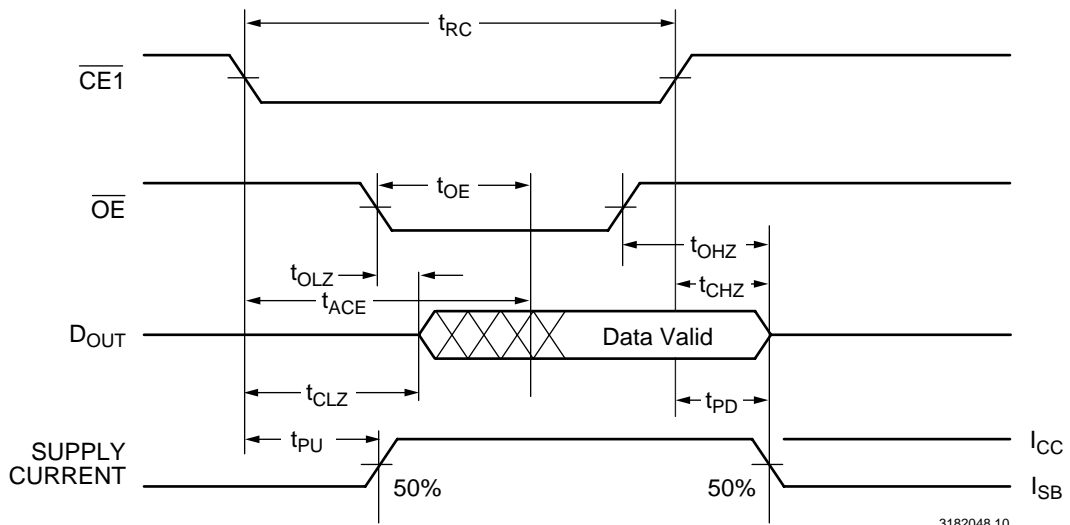 tRC
CE1
OE
tOE
tOHZ
tOLZ
tCHZ
tACE
DOUT
Data Valid
tCLZ
tPD
tPU
SUPPLY
CURRENT
50%
50%
ICC
ISB
3182048.10